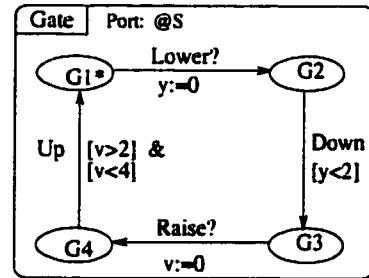 Gate Port: @S
Lower?
G1* G2
y:=0
Up [v>2] & Down
[v<4] [y<2]
Raise?
G4 G3
v:=0